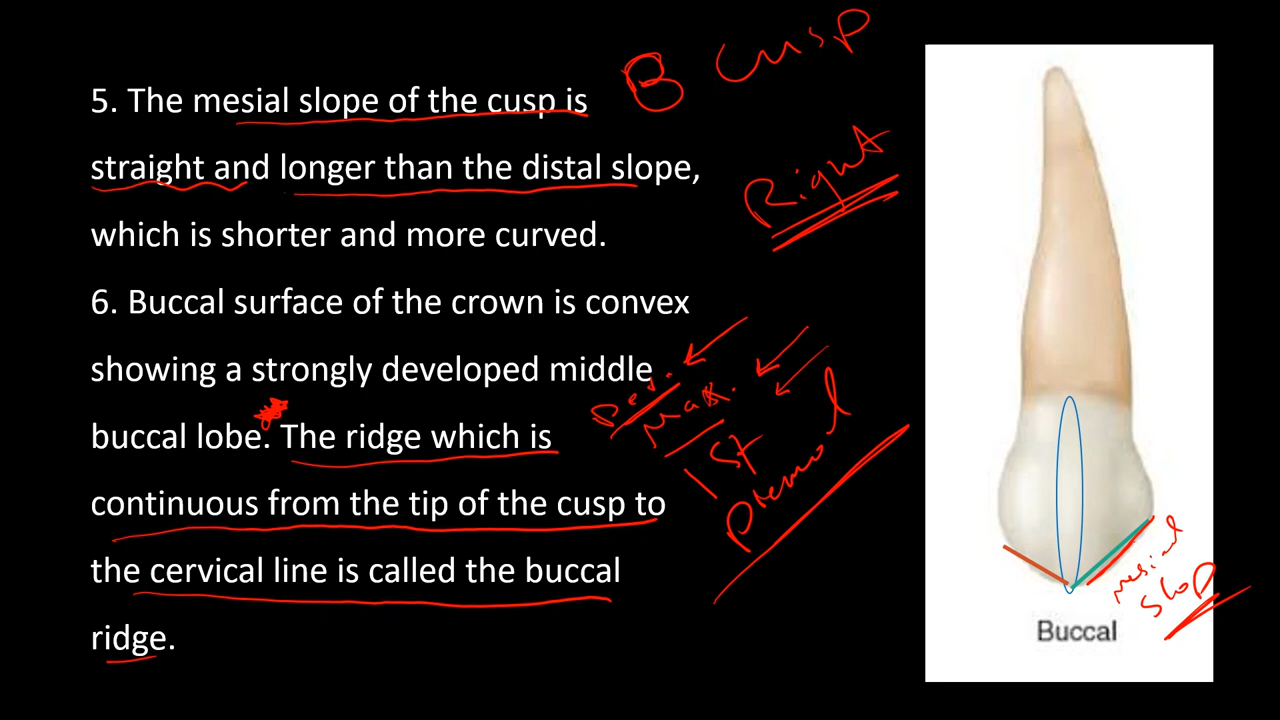 5. The mesial slope of the cusp is
straight and longer than the distal slope,
which is shorter and more curved.
6. Buccal surface of the crown is convex
showing a strongly developed middle
buccal lobe. The ridge which is
continuous from the tip of the cusp to
the cervical line is called the buccal
ridge.
B cusp
Right
Max.
1st
premol
mesial
slop
Buccal